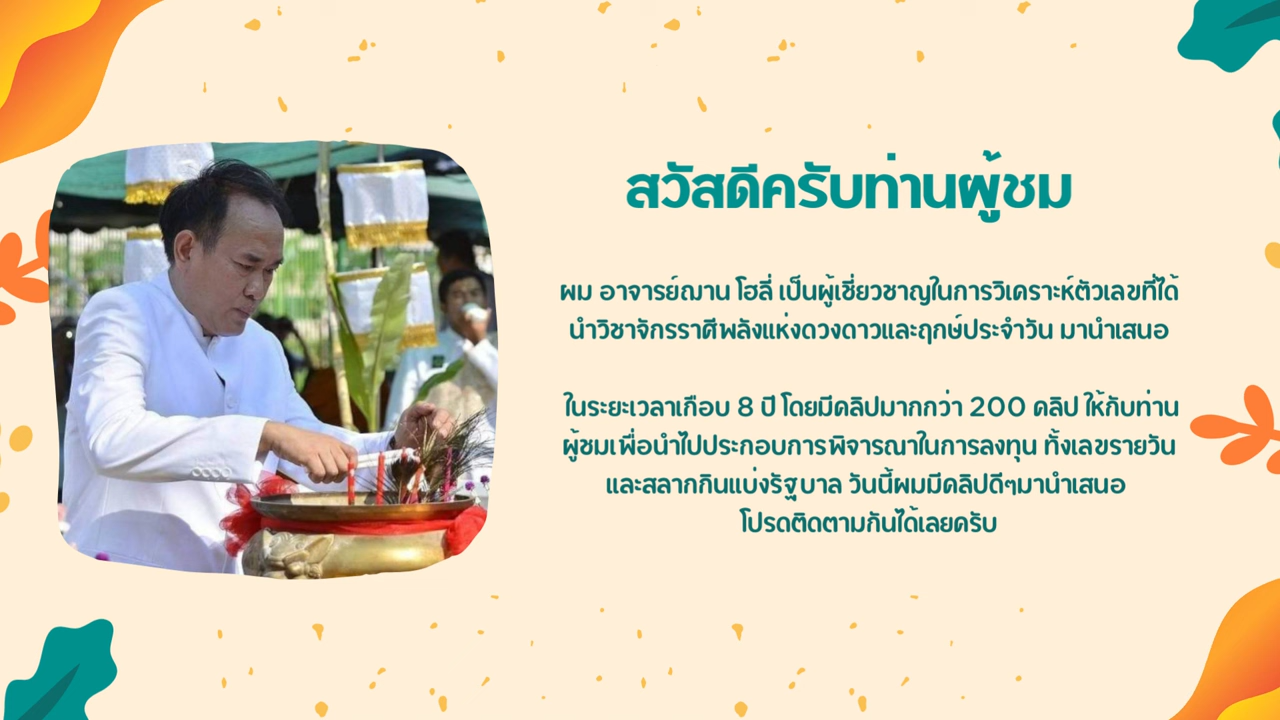 สวัสดีครับท่านผู้ชม
ผม อาจารย์ฌาน โฮลี่ เป็นผู้เชี่ยวชาญในการวิเคราะห์ตัวเลขที่ได้
นำวิชาจักรราศีพลังแห่งดวงดาวและฤกษ์ประจำวัน มานำเสนอ
ในระยะเวลาเกือบ 8 ปี โดยมีคลิปมากกว่า 200 คลิป ให้กับท่าน
ผู้ชมเพื่อนำไปประกอบการพิจารณาในการลงทุน ทั้งเลขรายวัน
และสลากกินแบ่งรัฐบาล วันนี้ผมมีคลิปดีๆมานำเสนอ
โปรดติดตามกันได้เลยครับ